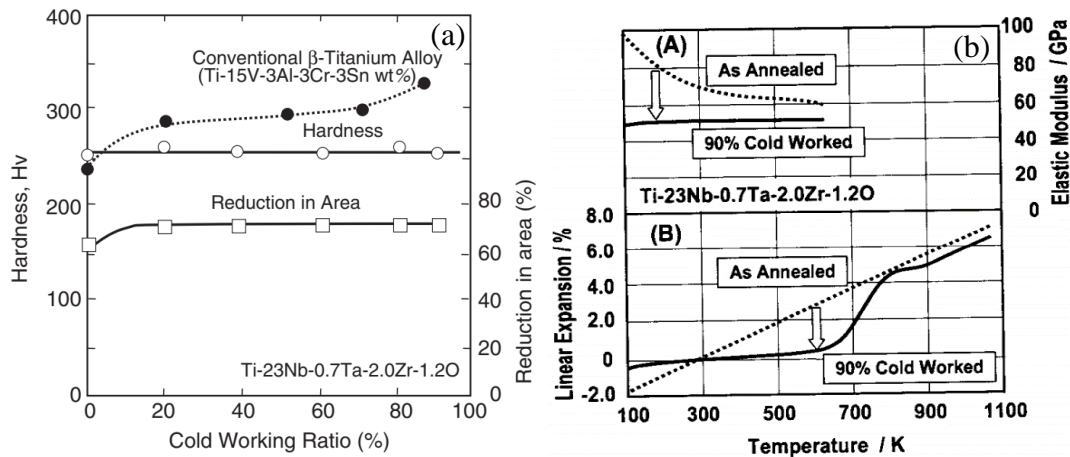 400
(a)
Conventional β-Titanium Alloy
(Ti-15V-3Al-3Cr-3Sn wt%)
300
Hardness
200
Reduction in Area
80
60
100
40
20
Ti-23Nb-0.7Ta-2.0Zr-1.2O
0
0
0
20
40
60
80
100
Cold Working Ratio (%)
Hardness, Hv
Reduction in area (%)
(A)
(b)
100
As Annealed
80
60
90% Cold Worked
40
20
Ti-23Nb-0.7Ta-2.0Zr-1.2O
0
Elastic Modulus / GPa
8.0
(B)
6.0
As Annealed
4.0
2.0
0
90% Cold Worked
-2.0
100
300
500
700
900
1100
Temperature / K
Linear Expansion / %